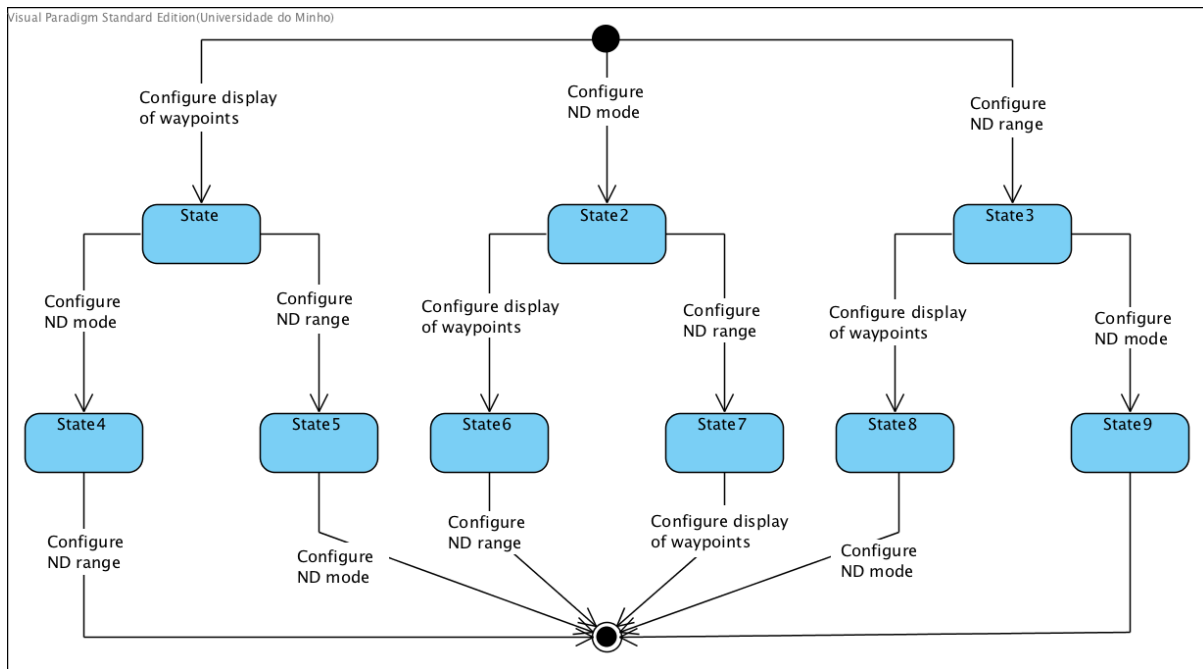 Visual Paradigm Standard Edition(Universidade do Minho)
Configure display
of waypoints
Configure
ND mode
Configure
ND range
State
State2
State3
Configure
ND mode
Configure
ND range
Configure display
of waypoints
Configure
ND range
Configure display
of waypoints
Configure
ND mode
State4
State5
State6
State7
State8
State9
Configure
ND range
Configure
ND mode
Configure
ND range
Configure display
of waypoints
Configure
ND mode